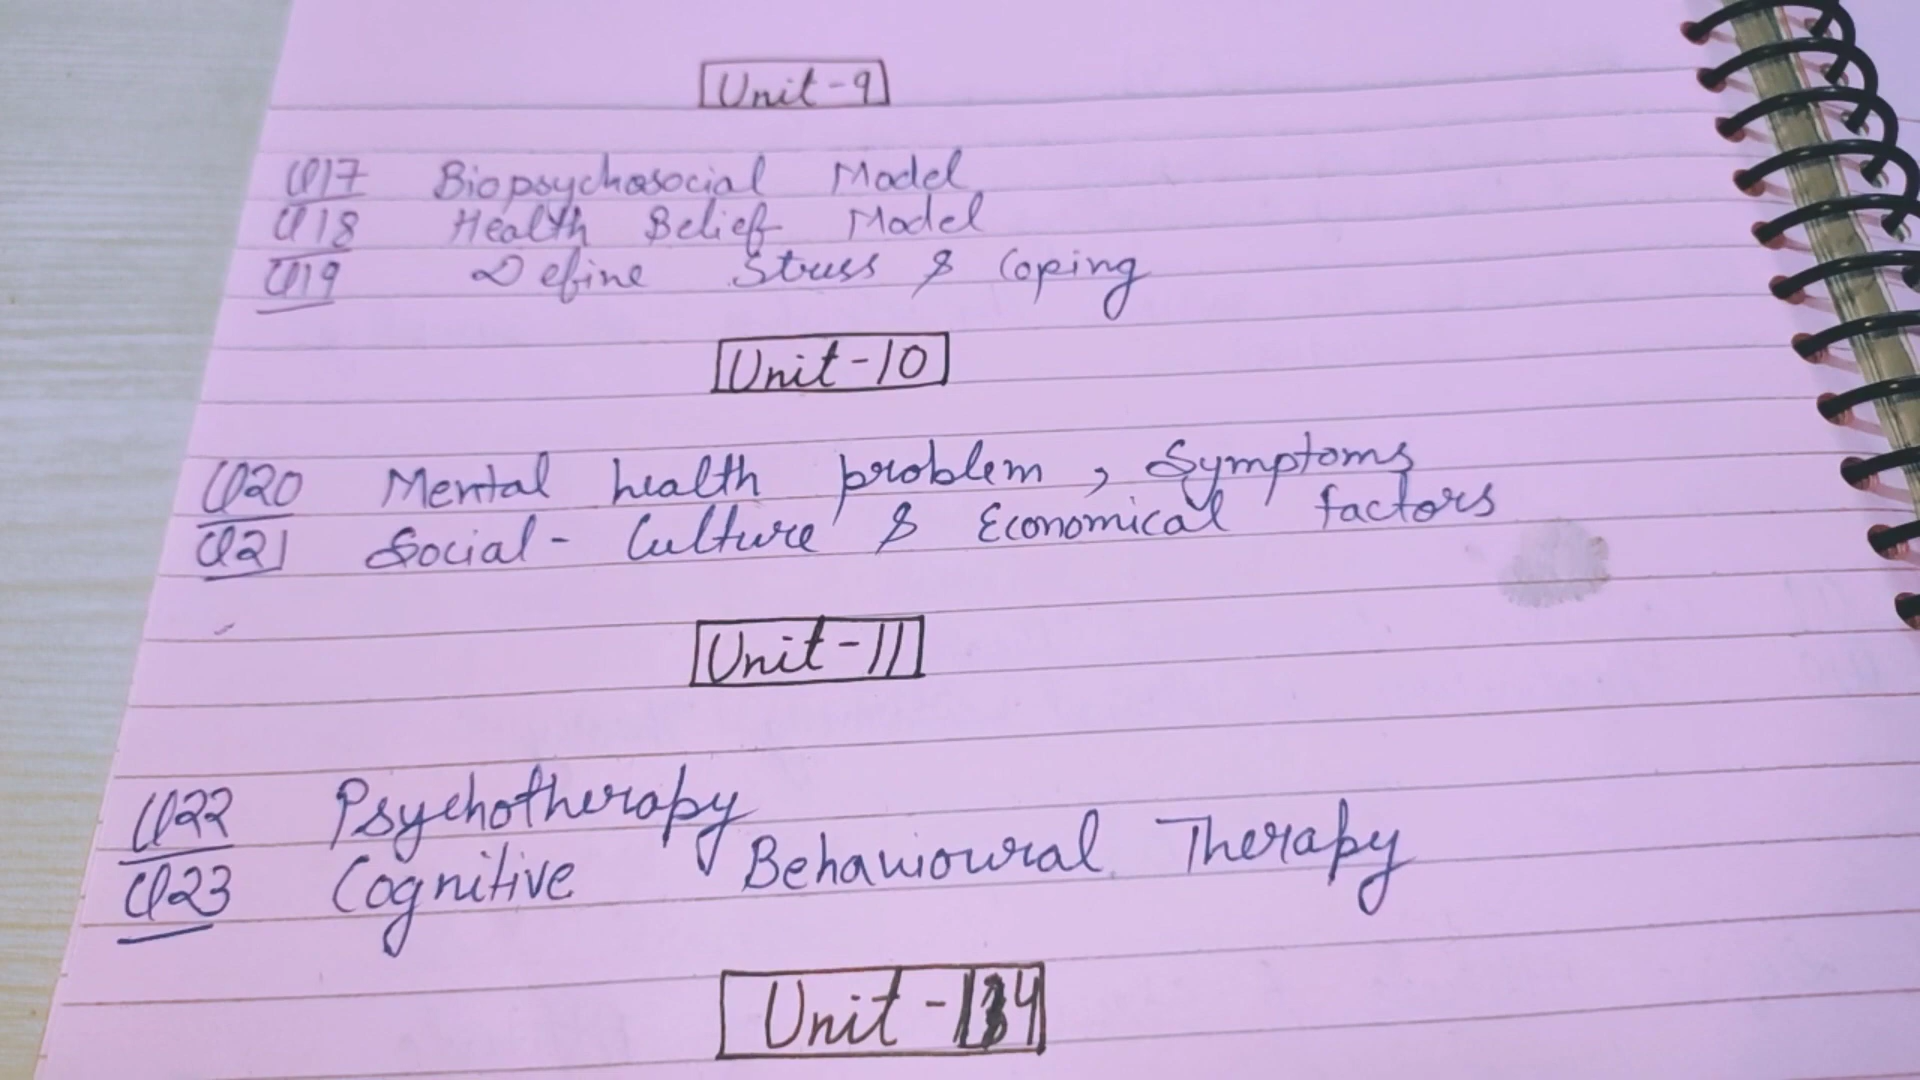 Unit-9
Q17 Biopsychosocial Model
Q18 Health Belief Model
Q19 Define Stress & Coping
Unit-10
Q20 Mental health problem, Symptoms
Q21 Social-Culture & Economical factors
Unit-11
Q22 Psychotherapy
Q23 Cognitive Behavioural Therapy
Unit-